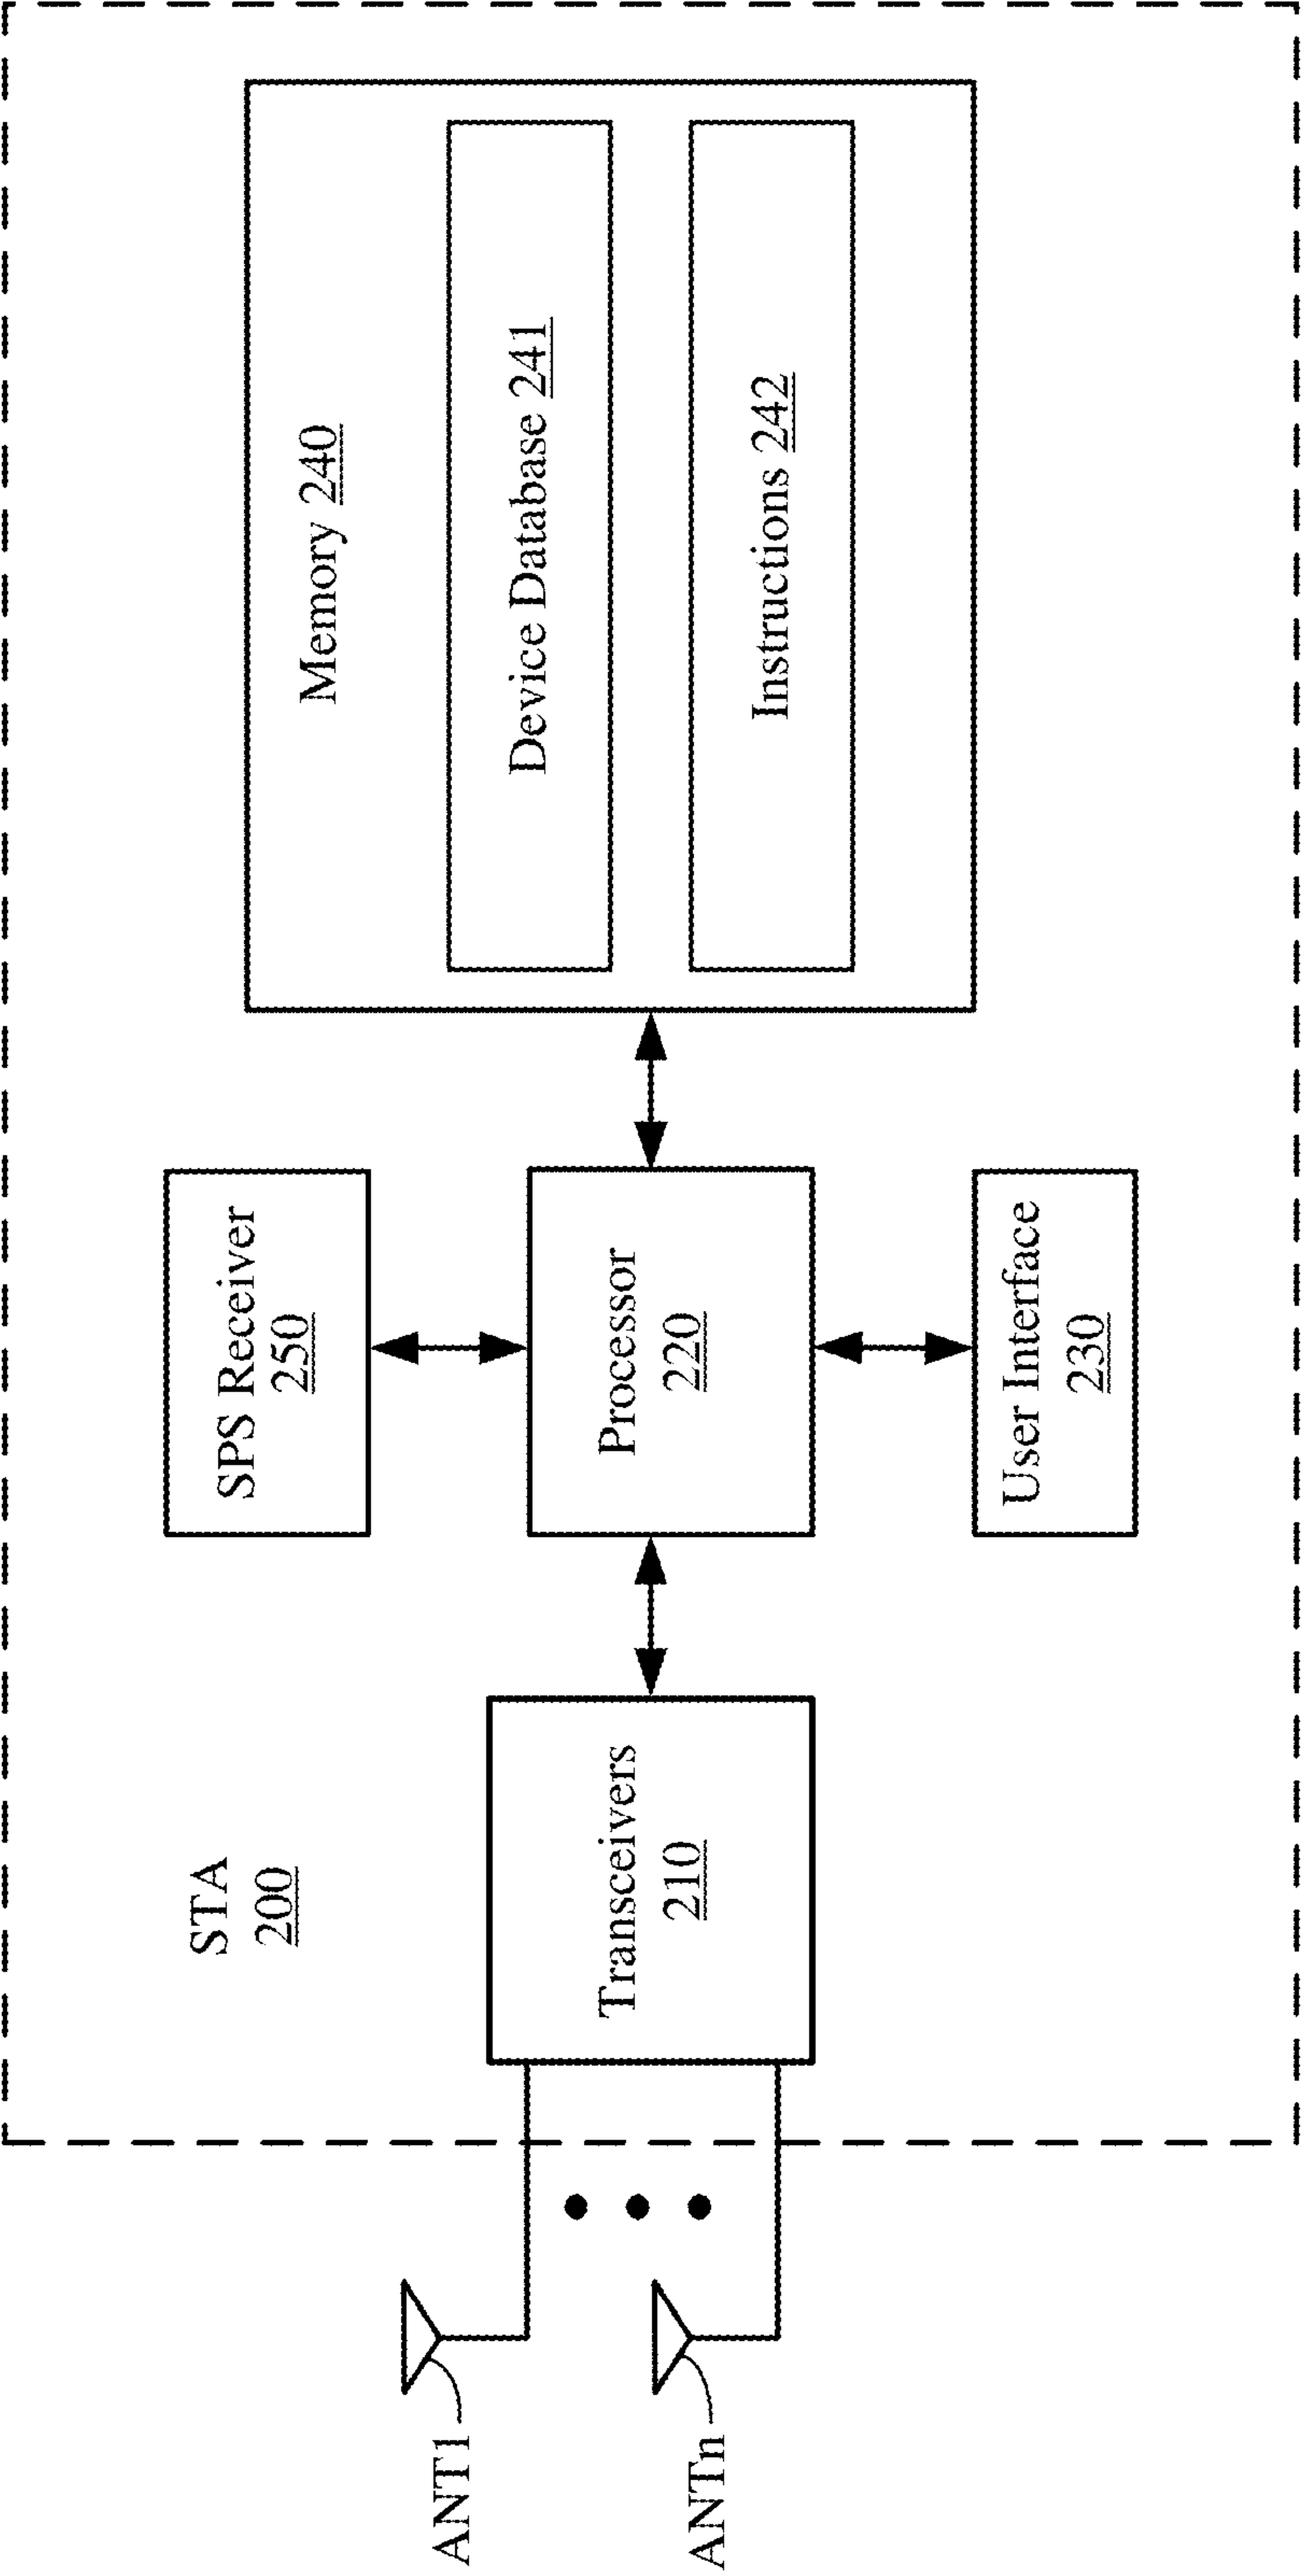 STA
200
ANT1
ANTn
Transceivers
210
SPS Receiver
250
Processor
220
User Interface
230
Memory 240
Device Database 241
Instructions 242